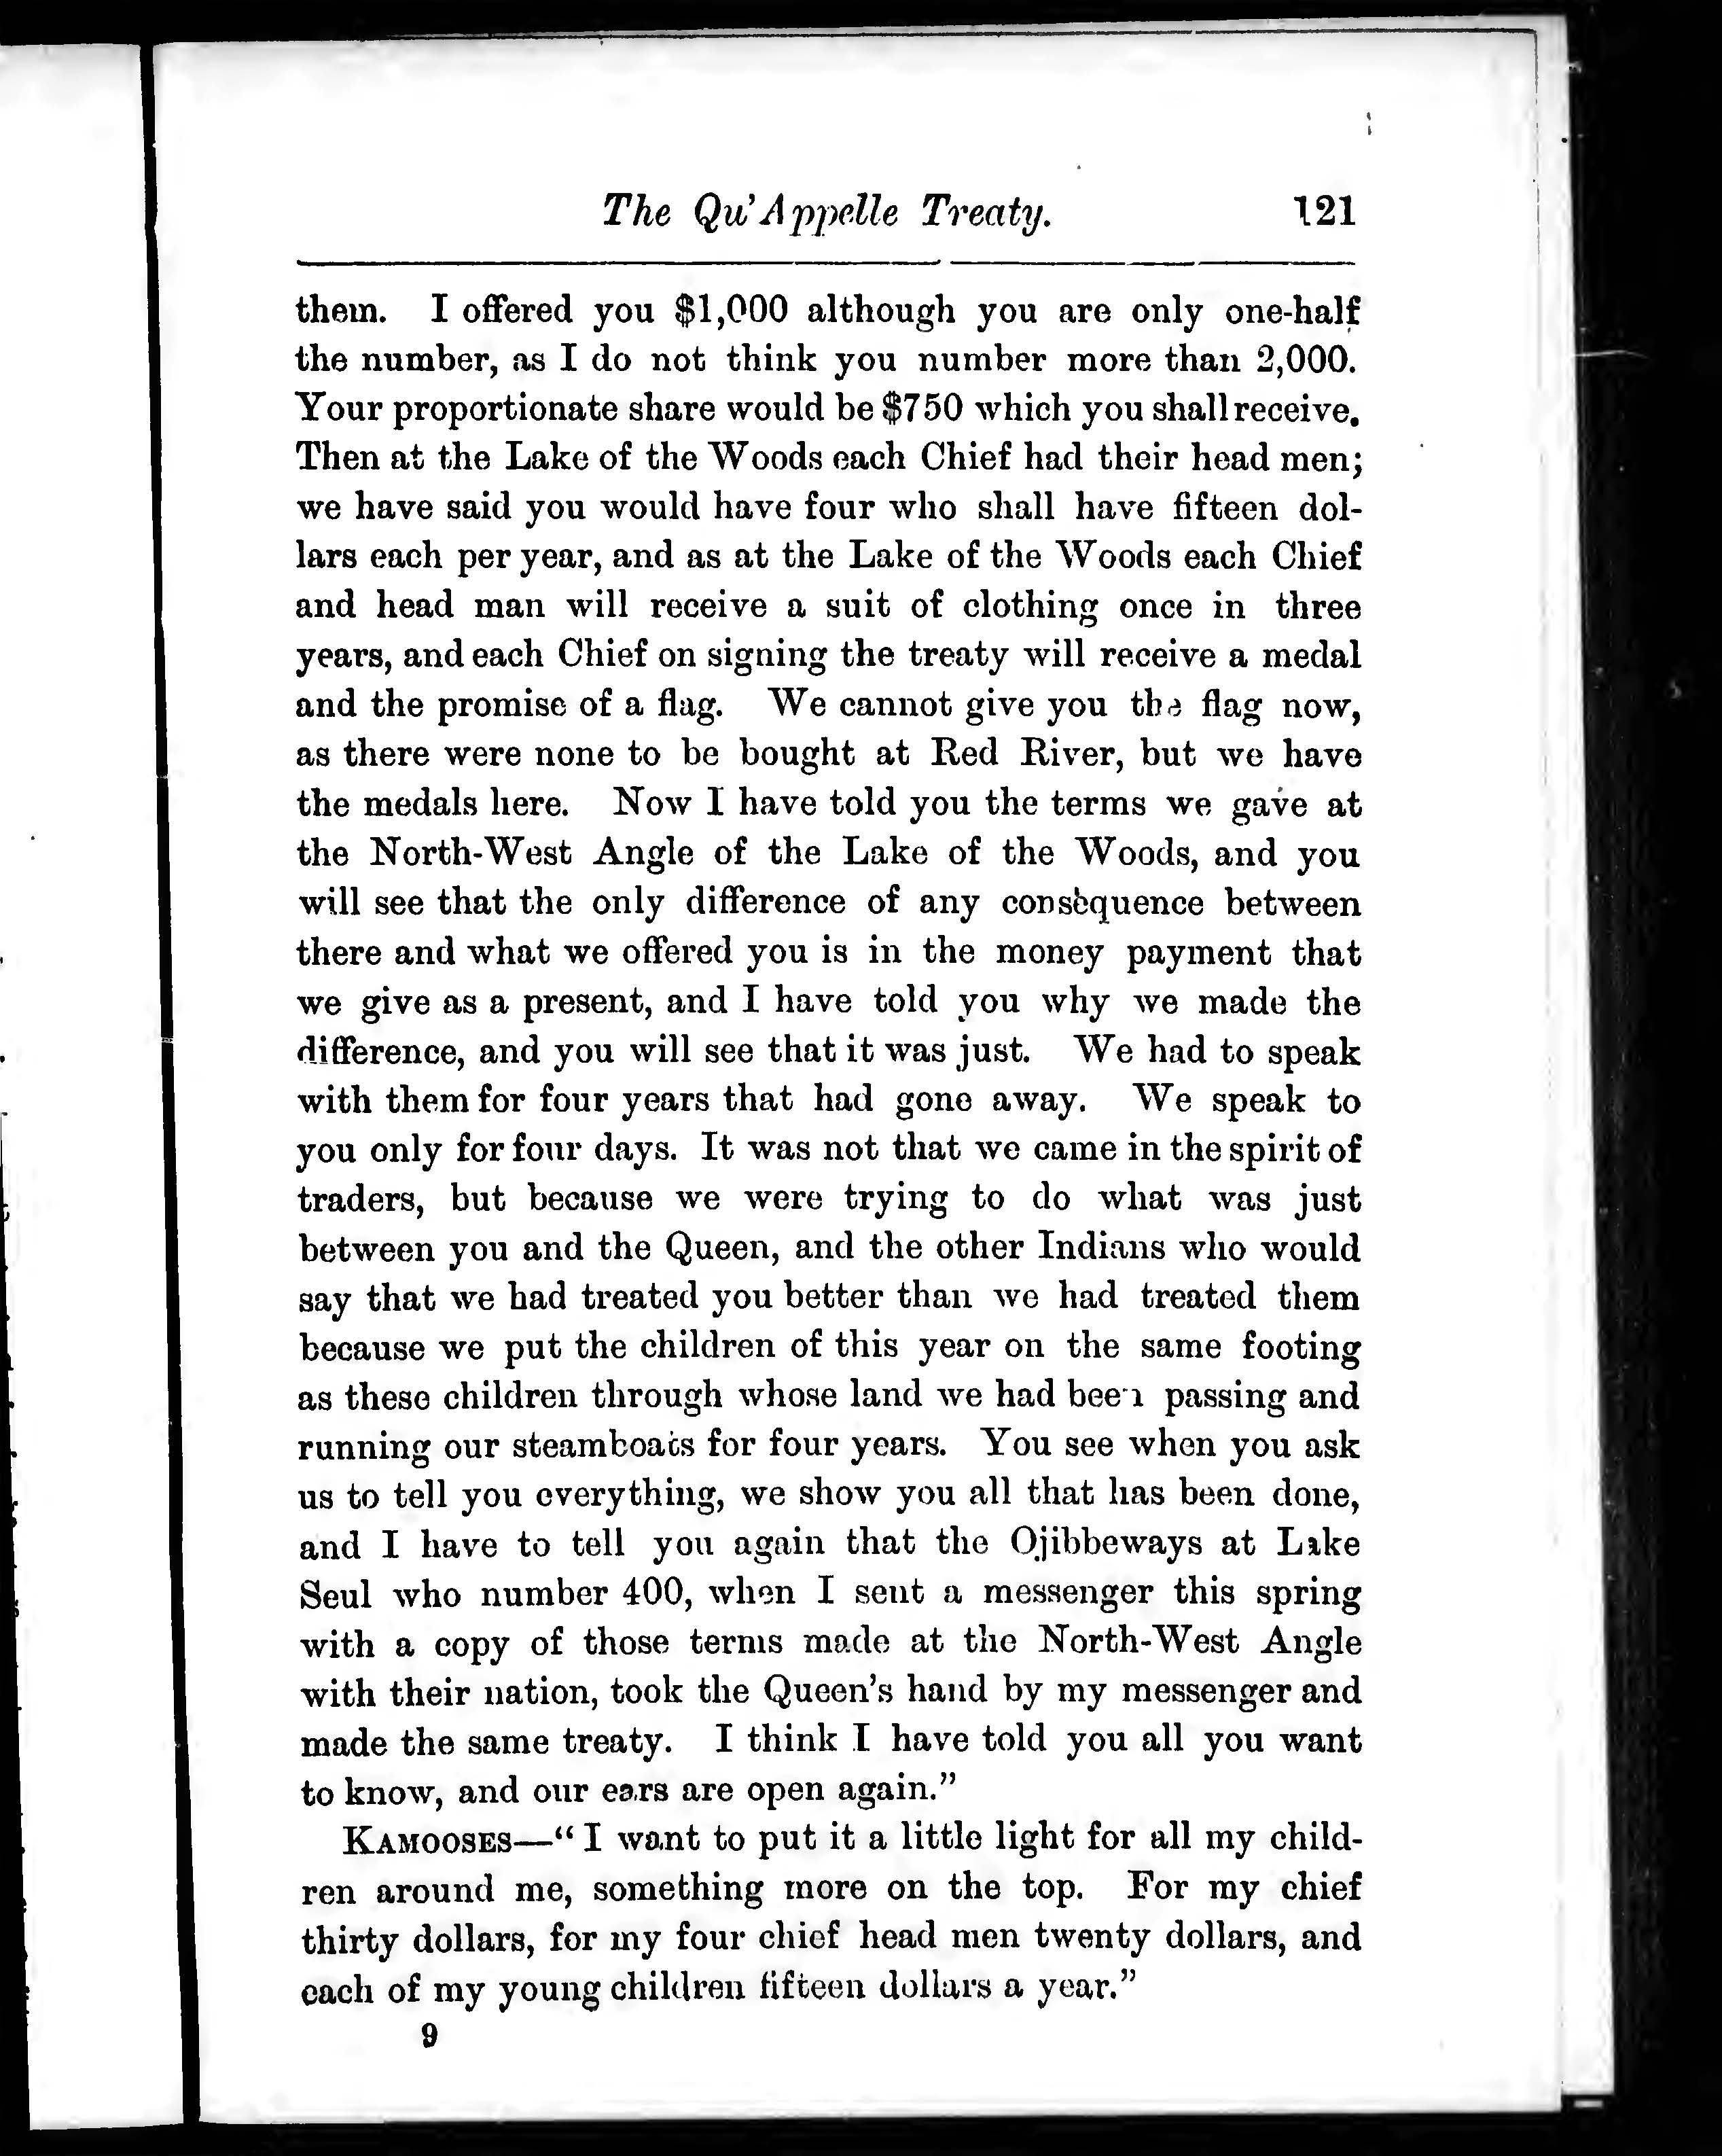 The Qu'Appelle Treaty. 121
them. I offered you $1,000 although you are only one-half
the number, as I do not think you number more than 2,000.
Your proportionate share would be $750 which you shall receive.
Then at the Lake of the Woods each Chief had their head men;
we have said you would have four who shall have fifteen dol-
lars each per year, and as at the Lake of the Woods each Chief
and head man will receive a suit of clothing once in three
years, and each Chief on signing the treaty will receive a medal
and the promise of a flag. We cannot give you the flag now,
as there were none to be bought at Red River, but we have
the medals here. Now I have told you the terms we gave at
the North-West Angle of the Lake of the Woods, and you
will see that the only difference of any consequence between
there and what we offered you is in the money payment that
we give as a present, and I have told you why we made the
difference, and you will see that it was just. We had to speak
with them for four years that had gone away. We speak to
you only for four days. It was not that we came in the spirit of
traders, but because we were trying to do what was just
between you and the Queen, and the other Indians who would
say that we had treated you better than we had treated them
because we put the children of this year on the same footing
as these children through whose land we had been passing and
running our steamboats for four years. You see when you ask
us to tell you everything, we show you all that has been done,
and I have to tell you again that the Ojibbeways at Lake
Seul who number 400, when I sent a messenger this spring
with a copy of those terms made at the North-West Angle
with their nation, took the Queen's hand by my messenger and
made the same treaty. I think I have told you all you want
to know, and our ears are open again."
KAMOOSES—"I want to put it a little light for all my child-
ren around me, something more on the top. For my chief
thirty dollars, for my four chief head men twenty dollars, and
each of my young children fifteen dollars a year."
9